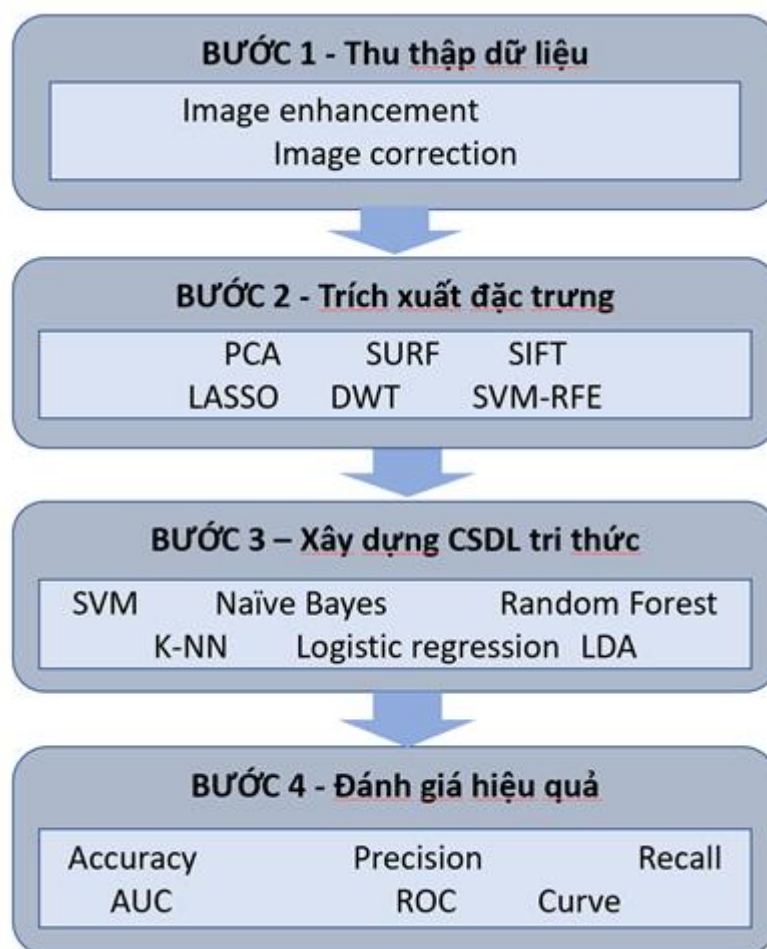 BƯỚC 1 - Thu thập dữ liệu
Image enhancement
Image correction
BƯỚC 2 - Trích xuất đặc trưng
PCA SURF SIFT
LASSO DWT SVM-RFE
BƯỚC 3 – Xây dựng CSDL tri thức
SVM Naïve Bayes Random Forest
K-NN Logistic regression LDA
BƯỚC 4 - Đánh giá hiệu quả
Accuracy Precision Recall
AUC ROC Curve